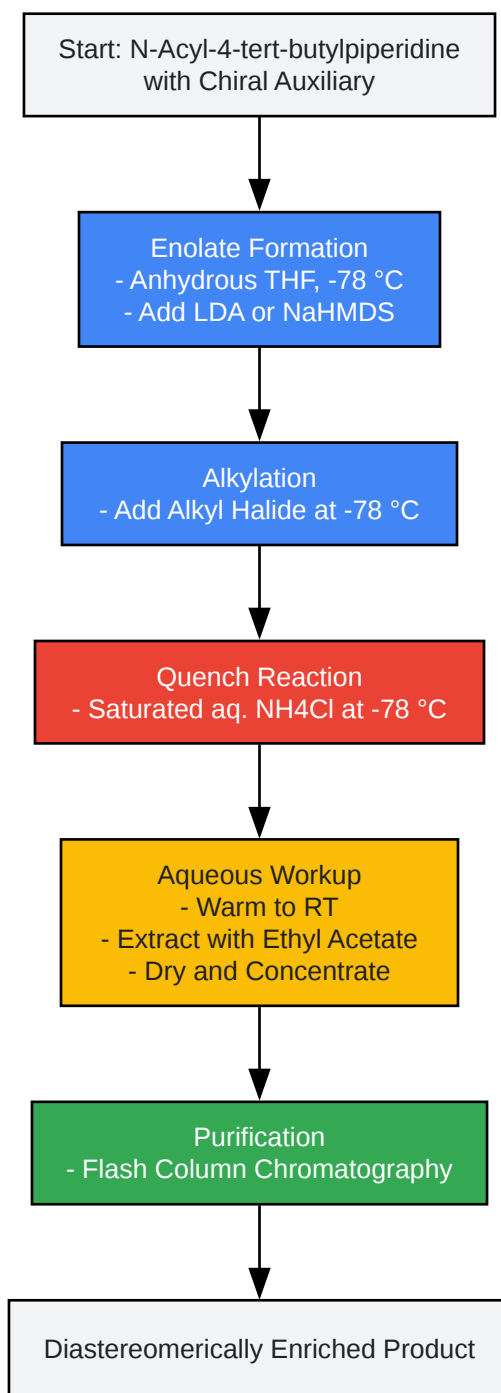 Start: N-Acyl-4-tert-butylpiperidine
with Chiral Auxiliary
Enolate Formation
- Anhydrous THF, -78 °C
- Add LDA or NaHMDS
Alkylation
- Add Alkyl Halide at -78 °C
Quench Reaction
- Saturated aq. NH4Cl at -78 °C
Aqueous Workup
- Warm to RT
- Extract with Ethyl Acetate
- Dry and Concentrate
Purification
- Flash Column Chromatography
Diastereomerically Enriched Product